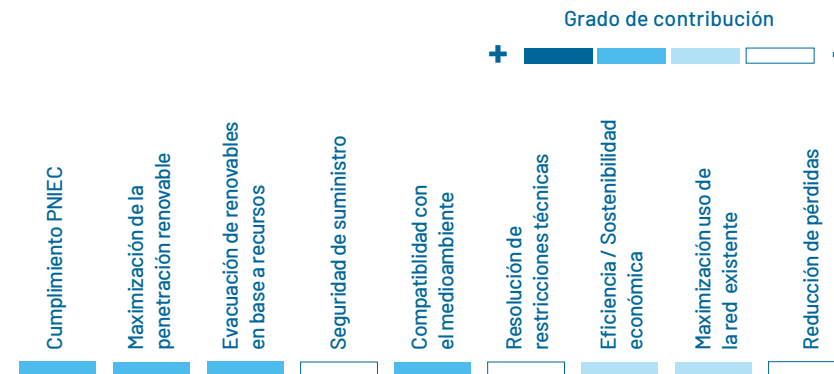 Grado de contribución
+
Cumplimiento PNIEC
Maximización de la
penetración renovable
Evacuación de renovables
en base a recursos
Seguridad de suministro
Compatiblidad con
el medioambiente
Resolución de
restricciones técnicas
Eficiencia / Sostenibilidad
económica
Maximización uso de
la red existente
Reducción de pérdidas